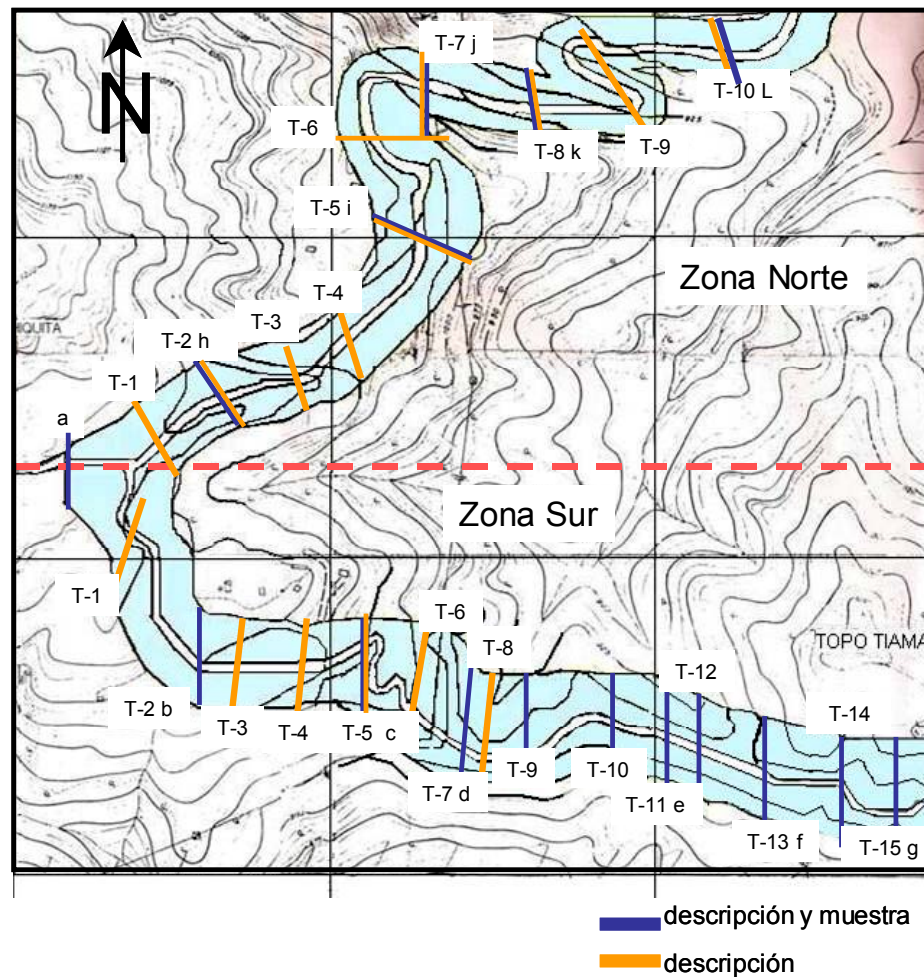 T-7 j
T-10 L
N
T-6
T-9
T-8 k
T-5 i
Zona Norte
T-4
T-3
T-2 h
T-1
a
Zona Sur
T-1
T-6
T-8
TOPO TIAMA
T-12
T-14
T-2 b
T-3
T-4
T-5 c
T-9
T-10
T-7 d
T-11 e
T-13 f
T-15 g
descripción y muestra
descripción